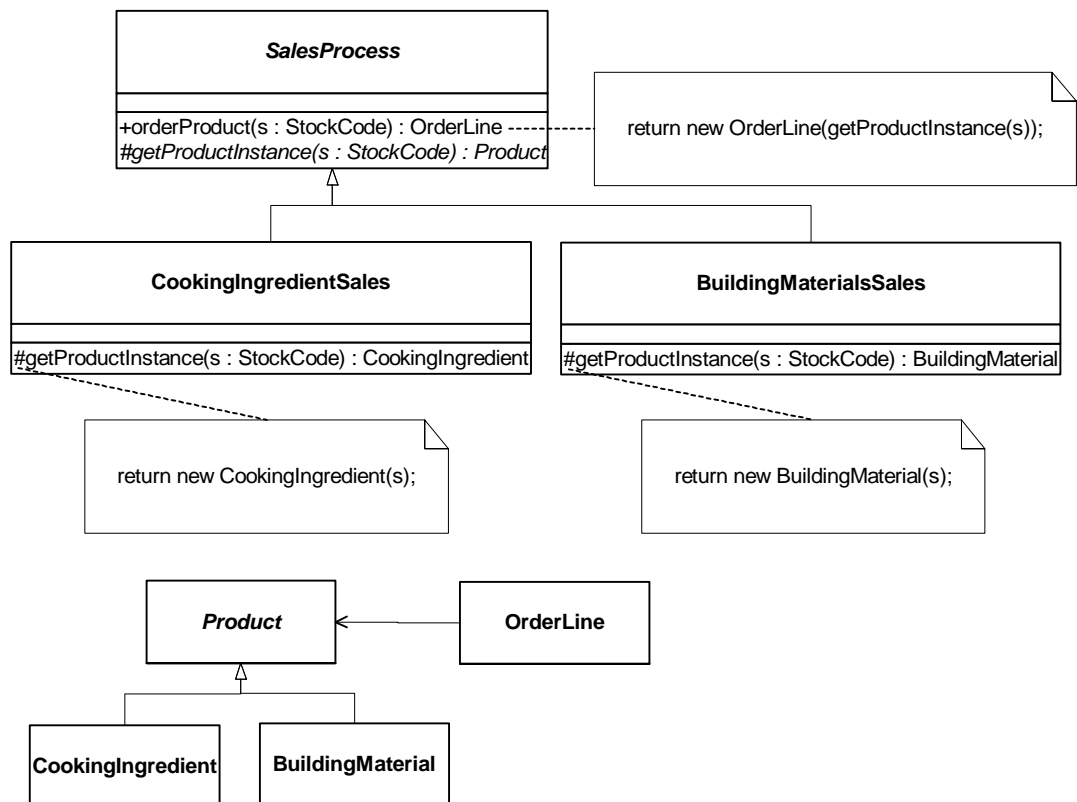 SalesProcess
+orderProduct(s : StockCode) : OrderLine
#getProductInstance(s : StockCode) : Product
return new OrderLine(getProductInstance(s));
CookingIngredientSales
#getProductInstance(s : StockCode) : CookingIngredient
BuildingMaterialsSales
#getProductInstance(s : StockCode) : BuildingMaterial
return new CookingIngredient(s);
return new BuildingMaterial(s);
Product
OrderLine
CookingIngredient
BuildingMaterial